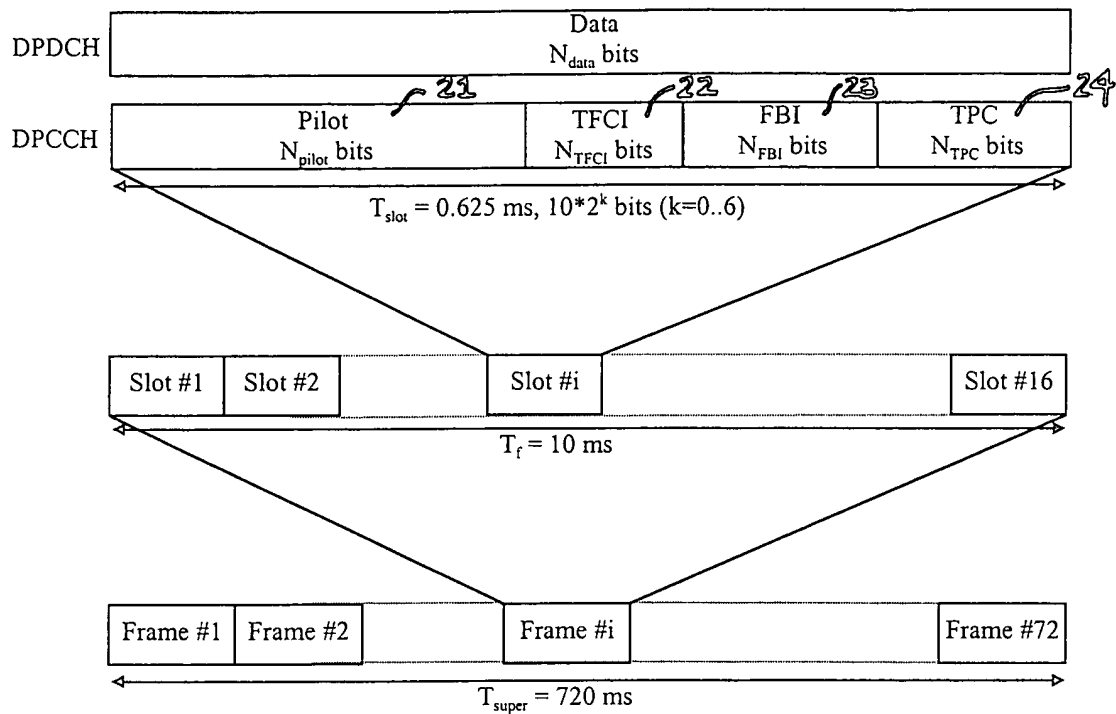 Data
DPDCH
N_data bits
21 22 23 24
DPCCH
Pilot TFCI FBI TPC
N_pilot bits N_TFCI bits N_FBI bits N_TPC bits
T_slot = 0.625 ms, 10*2^k bits (k=0..6)
Slot #1 Slot #2 Slot #i Slot #16
T_f = 10 ms
Frame #1 Frame #2 Frame #i Frame #72
T_super = 720 ms